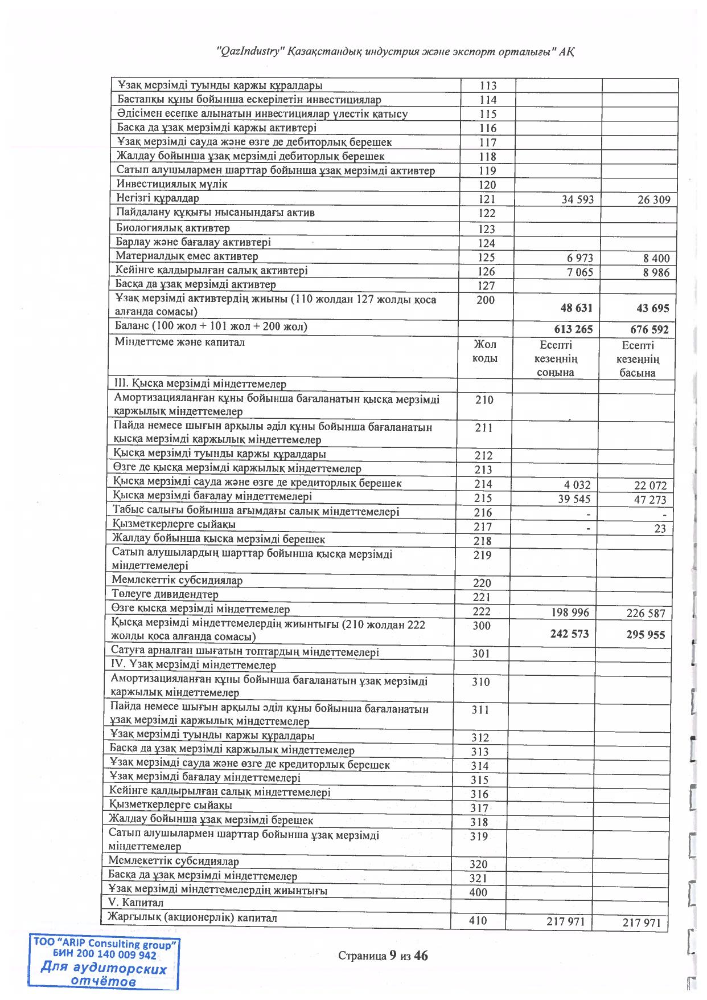 "QazIndustry" Қазақстандық индустрия және экспорт орталығы" АҚ
Ұзақ мерзімді туынды қаржы құралдары 113
Бастапқы құны бойынша ескерілетін инвестициялар 114
Әдісімен есепке алынатын инвестициялар үлестік қатысу 115
Басқа да ұзақ мерзімді қаржы активтері 116
Ұзақ мерзімді сауда және өзге де дебиторлық берешек 117
Жалдау бойынша ұзақ мерзімді дебиторлық берешек 118
Сатып алушылармен шарттар бойынша ұзақ мерзімді активтер 119
Инвестициялық мүлік 120
Негізгі құралдар 121 34 593 26 309
Пайдалану құқығы нысанындағы актив 122
Биологиялық активтер 123
Барлау және бағалау активтері 124
Материалдық емес активтер 125 6 973 8 400
Кейінге қалдырылған салық активтері 126 7 065 8 986
Басқа да ұзақ мерзімді активтер 127
Ұзақ мерзімді активтердің жиыны (110 жолдан 127 жолды қоса 200
алғанда сомасы) 48 631 43 695
Баланс (100 жол + 101 жол + 200 жол) 613 265 676 592
Міндеттеме және капитал Жол Есепті Есепті
коды кезеңнің кезеңнің
соңына басына
III. Қысқа мерзімді міндеттемелер
Амортизацияланған құны бойынша бағаланатын қысқа мерзімді 210
қаржылық міндеттемелер
Пайда немесе шығын арқылы әділ құны бойынша бағаланатын 211
қысқа мерзімді қаржылық міндеттемелер
Қысқа мерзімді туынды қаржы құралдары 212
Өзге де қысқа мерзімді қаржылық міндеттемелер 213
Қысқа мерзімді сауда және өзге де кредиторлық берешек 214 4 032 22 072
Қысқа мерзімді бағалау міндеттемелері 215 39 545 47 273
Табыс салығы бойынша ағымдағы салық міндеттемелері 216 - -
Қызметкерлерге сыйақы 217 - 23
Жалдау бойынша қысқа мерзімді берешек 218
Сатып алушылардың шарттар бойынша қысқа мерзімді 219
міндеттемелері
Мемлекеттік субсидиялар 220
Төлеуге дивидендтер 221
Өзге қысқа мерзімді міндеттемелер 222 198 996 226 587
Қысқа мерзімді міндеттемелердің жиынтығы (210 жолдан 222 300
жолды қоса алғанда сомасы) 242 573 295 955
Сатуға арналған шығатын топтардың міндеттемелері 301
IV. Ұзақ мерзімді міндеттемелер
Амортизацияланған құны бойынша бағаланатын ұзақ мерзімді 310
қаржылық міндеттемелер
Пайда немесе шығын арқылы әділ құны бойынша бағаланатын 311
ұзақ мерзімді қаржылық міндеттемелер
Ұзақ мерзімді туынды қаржы құралдары 312
Басқа да ұзақ мерзімді қаржылық міндеттемелер 313
Ұзақ мерзімді сауда және өзге де кредиторлық берешек 314
Ұзақ мерзімді бағалау міндеттемелері 315
Кейінге қалдырылған салық міндеттемелері 316
Қызметкерлерге сыйақы 317
Жалдау бойынша ұзақ мерзімді берешек 318
Сатып алушылармен шарттар бойынша ұзақ мерзімді 319
міндеттемелер
Мемлекеттік субсидиялар 320
Басқа да ұзақ мерзімді міндеттемелер 321
Ұзақ мерзімді міндеттемелердің жиынтығы 400
V. Капитал
Жарғылық (акционерлік) капитал 410 217 971 217 971
ТОО "ARIP Consulting group"
БИН 200 140 009 942
Для аудиторских
отчётов
Страница 9 из 46